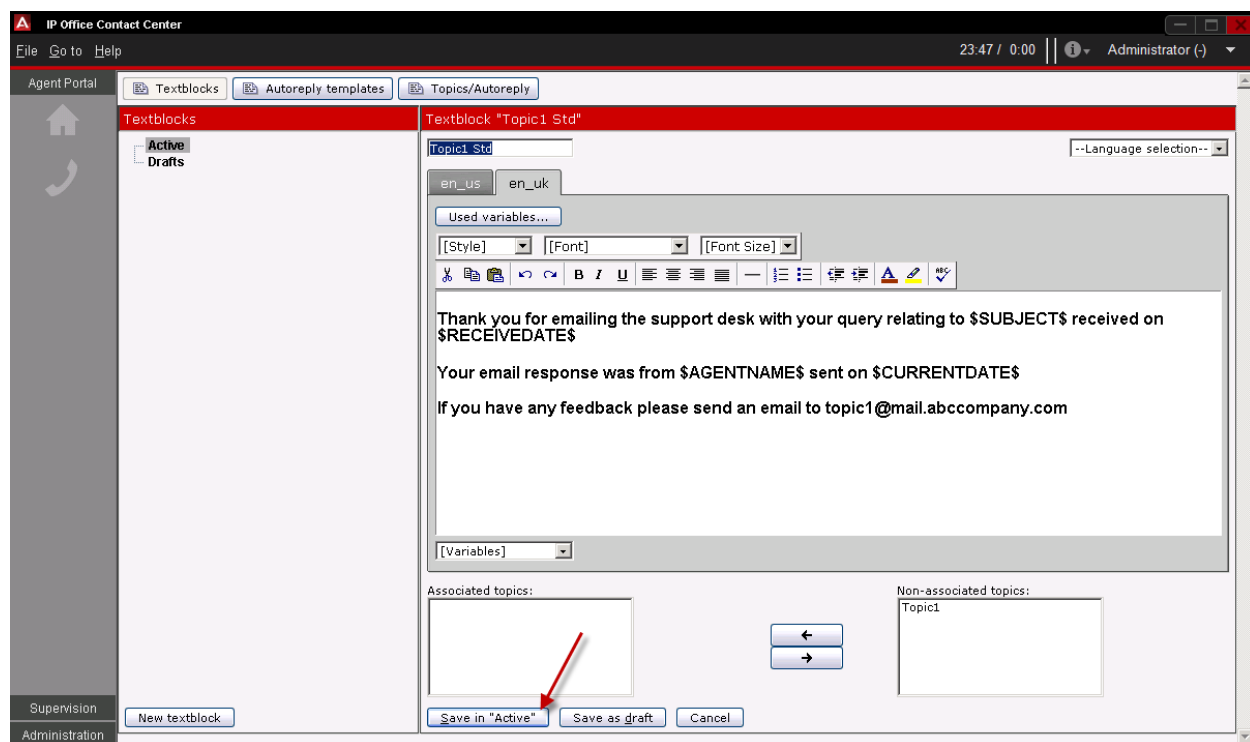 IP Office Contact Center
File Go to Help
23:47 / 0:00 Administrator (-)
Agent Portal
Textblocks Autoreply templates Topics/Autoreply
Textblocks
Active
Drafts
Textblock "Topic1 Std"
Topic1 Std
--Language selection--
en_us en_uk
Used variables...
[Style] [Font] [Font Size]
B I U A ABC
Thank you for emailing the support desk with your query relating to $SUBJECT$ received on
$RECEIVEDATE$
Your email response was from $AGENTNAME$ sent on $CURRENTDATE$
If you have any feedback please send an email to topic1@mail.abccompany.com
[Variables]
Associated topics:
Non-associated topics:
Topic1
Supervision
Administration
New textblock
Save in "Active" Save as draft Cancel